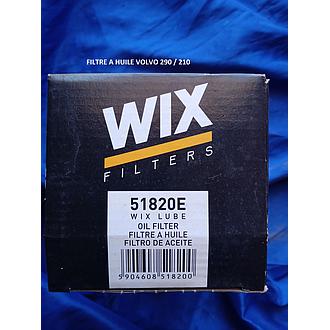 FILTRE A HUILE VOLVO 290 / 210
WIX
FILTERS
51820E
WIX LUBE
OIL FILTER
FILTRE A HUILE
FILTRO DE ACEITE
5904608518200